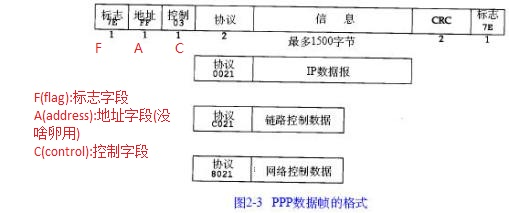 标志 地址 控制 协议 信 息 CRC 标志
7E FF 03 7E
1 1 1 2 最多1500字节 2 1
F A C
协议 IP数据报
0021
F(flag):标志字段
A(address):地址字段(没
啥卵用)
C(control):控制字段
协议 链路控制数据
C021
协议 网络控制数据
8021
图2-3 PPP数据帧的格式